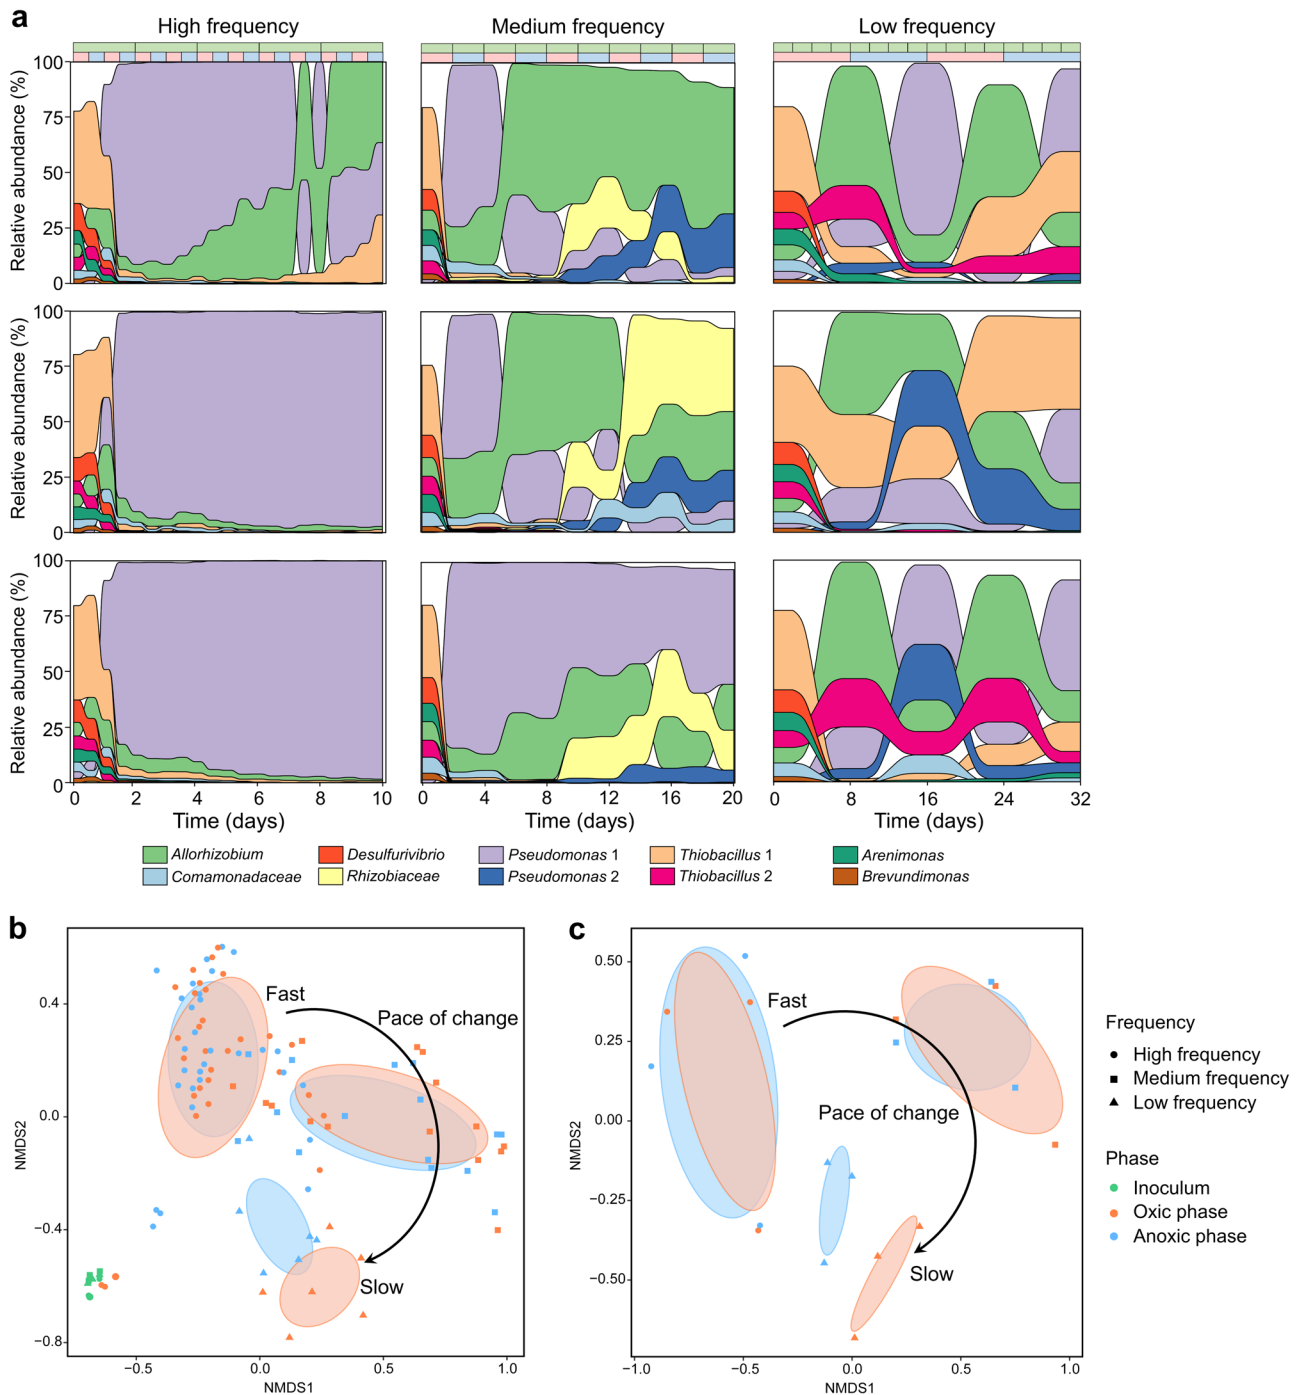 a
High frequency
Medium frequency
Low frequency
Relative abundance (%)
100
75
50
25
0
Relative abundance (%)
100
75
50
25
0
Relative abundance (%)
100
75
50
25
0
0 2 4 6 8 10
0 4 8 12 16 20
0 8 16 24 32
Time (days)
Time (days)
Time (days)
Allorhizobium
Desulfurivibrio
Pseudomonas 1
Thiobacillus 1
Arenimonas
Comamonadaceae
Rhizobiaceae
Pseudomonas 2
Thiobacillus 2
Brevundimonas
b
NMDS2
0.4
0.0
−0.4
−0.8
Fast
Pace of change
Slow
−0.5 0.0 0.5 1.0
NMDS1
c
NMDS2
0.50
0.25
0.00
−0.25
−0.50
Fast
Pace of change
Slow
−1.0 −0.5 0.0 0.5 1.0
NMDS1
Frequency
High frequency
Medium frequency
Low frequency
Phase
Inoculum
Oxic phase
Anoxic phase